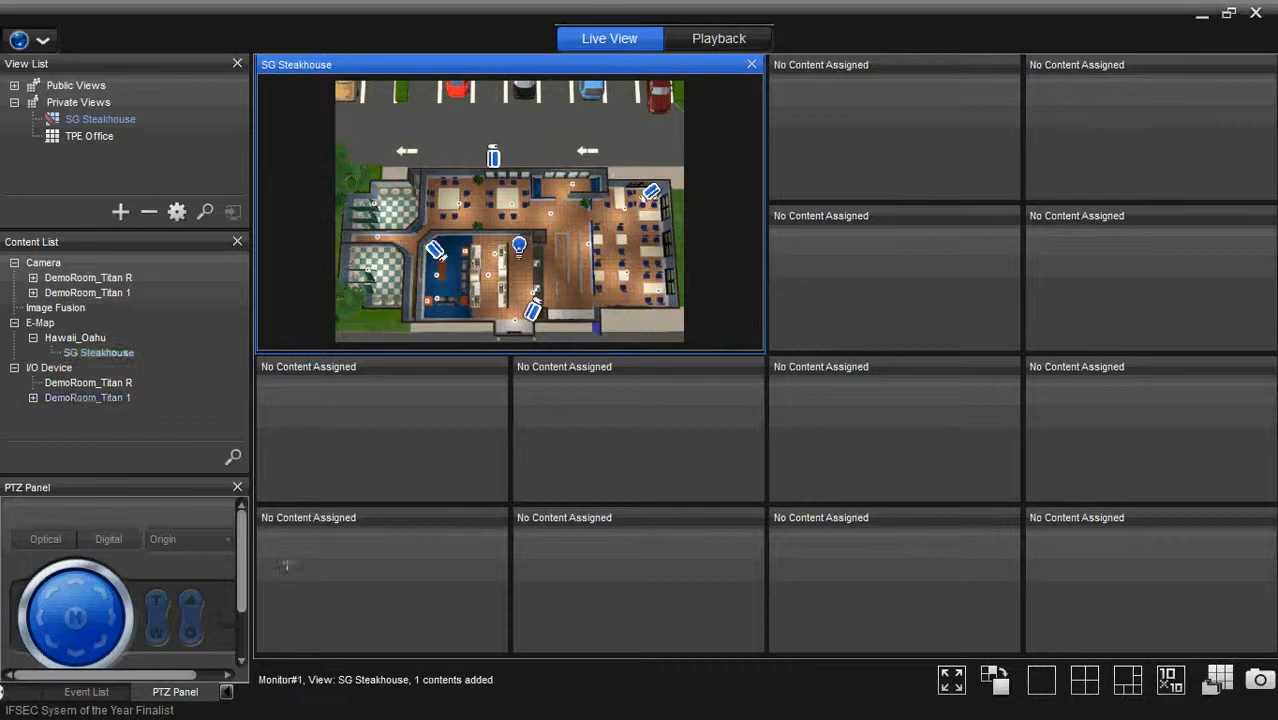 Live View
Playback
View List
Public Views
Private Views
SG Steakhouse
TPE Office
Content List
Camera
DemoRoom_Titan R
DemoRoom_Titan 1
Image Fusion
E-Map
Hawaii_Oahu
SG Steakhouse
I/O Device
DemoRoom_Titan R
DemoRoom_Titan 1
PTZ Panel
Optical
Digital
Origin
T
W
H
Event List
PTZ Panel
IFSEC Sysem of the Year Finalist
SG Steakhouse
No Content Assigned
No Content Assigned
No Content Assigned
No Content Assigned
No Content Assigned
No Content Assigned
No Content Assigned
No Content Assigned
No Content Assigned
No Content Assigned
No Content Assigned
No Content Assigned
Monitor#1, View: SG Steakhouse, 1 contents added
10
×10